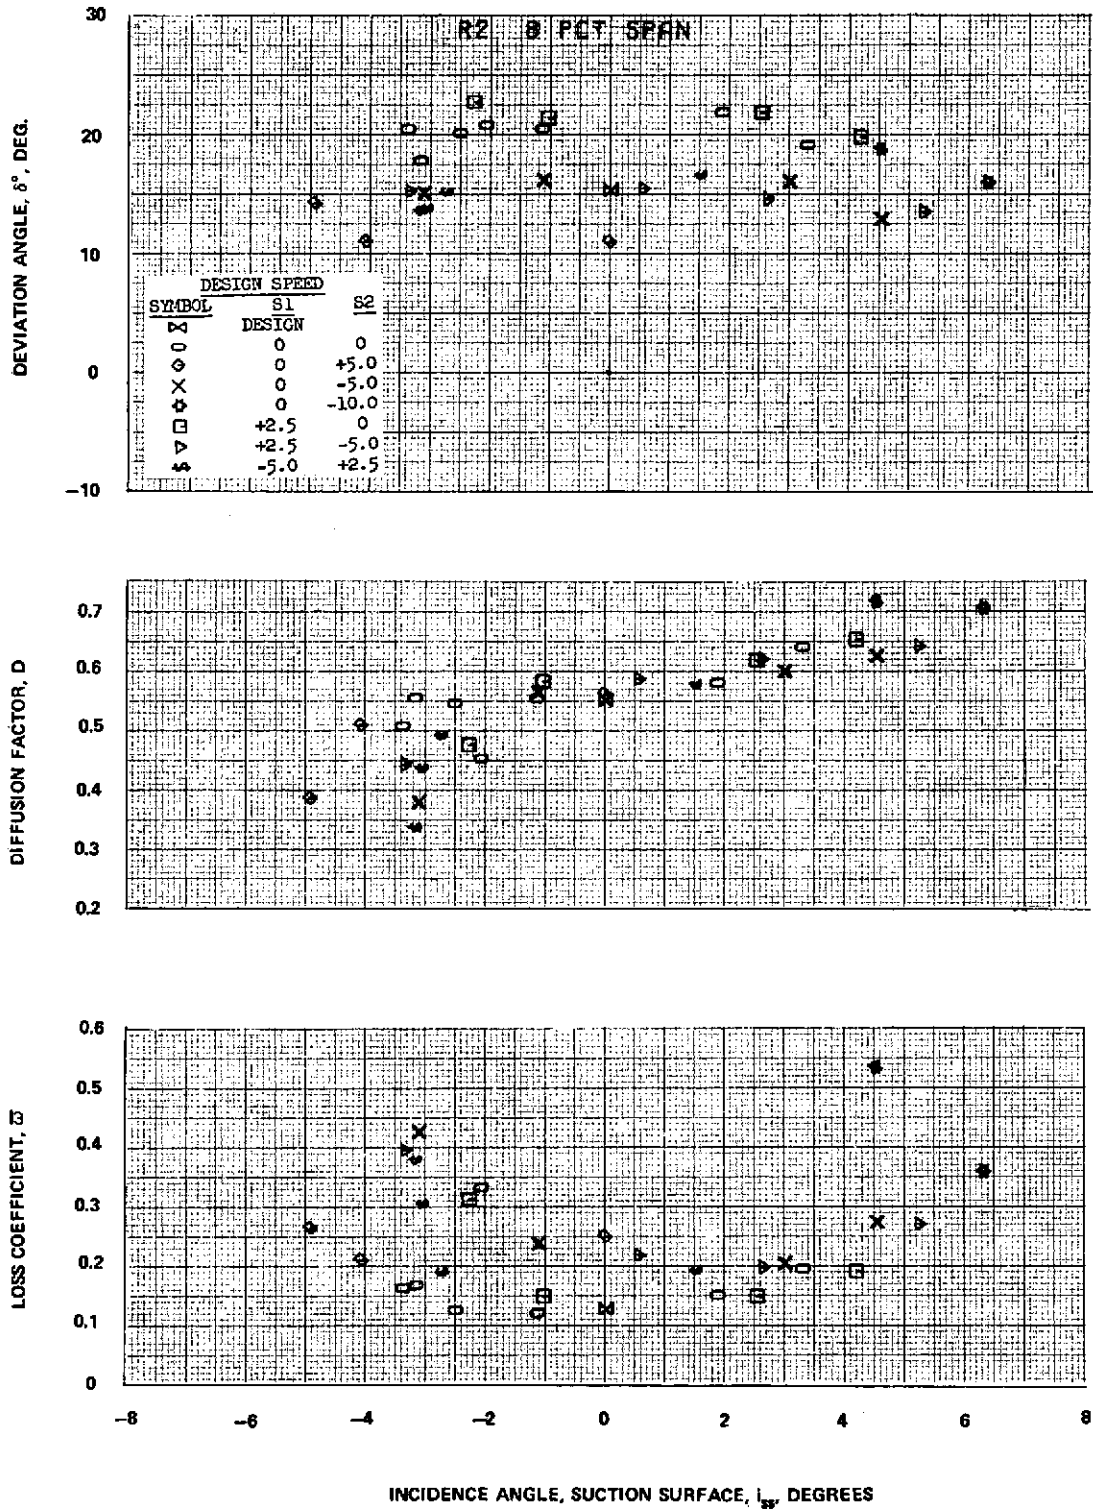 30
R2 8 PCT SPAN
20
10
0
-10
DEVIATION ANGLE, δ°, DEG.
DESIGN SPEED
SYMBOL S1 S2
DESIGN
0 0
0 +5.0
0 -5.0
0 -10.0
+2.5 0
+2.5 -5.0
-5.0 +2.5
0.7
0.6
0.5
0.4
0.3
0.2
DIFFUSION FACTOR, D
0.6
0.5
0.4
0.3
0.2
0.1
0
LOSS COEFFICIENT, ϖ
-8 -6 -4 -2 0 2 4 6 8
INCIDENCE ANGLE, SUCTION SURFACE, iss, DEGREES